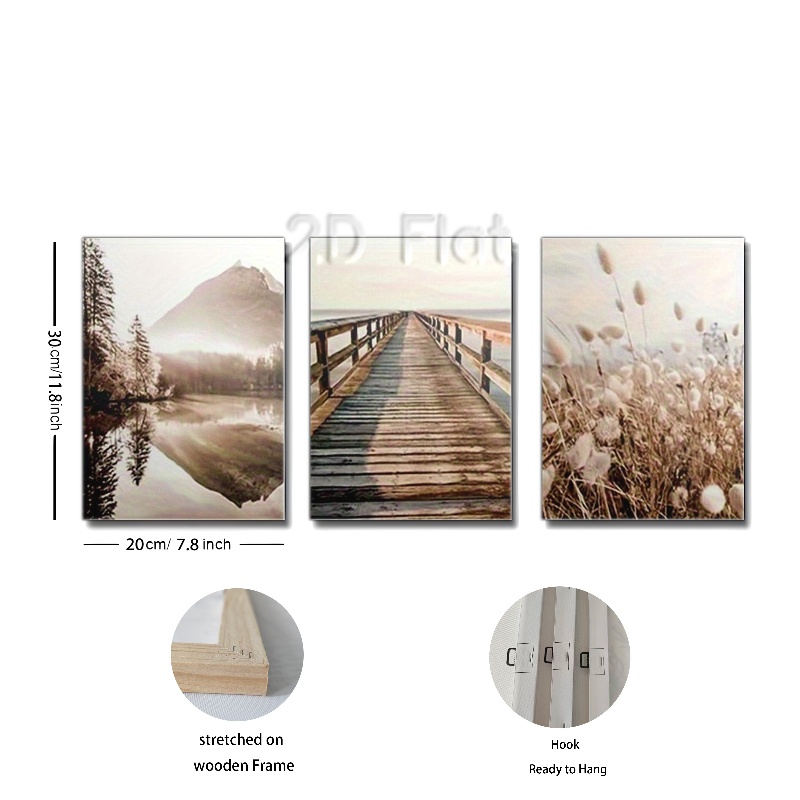 2D Flat
30cm/11.8inch
20cm/ 7.8 inch
stretched on
wooden Frame
Hook
Ready to Hang